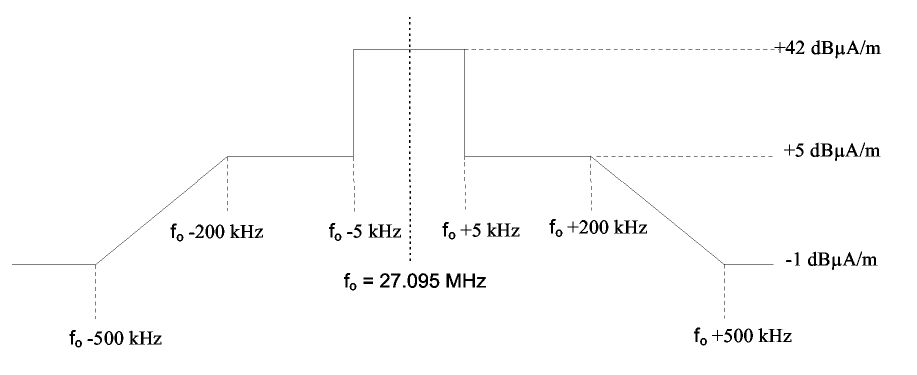 +42 dBµA/m
+5 dBµA/m
fo -200 kHz
fo -5 kHz
fo +5 kHz
fo +200 kHz
-1 dBµA/m
fo = 27.095 MHz
fo -500 kHz
fo +500 kHz